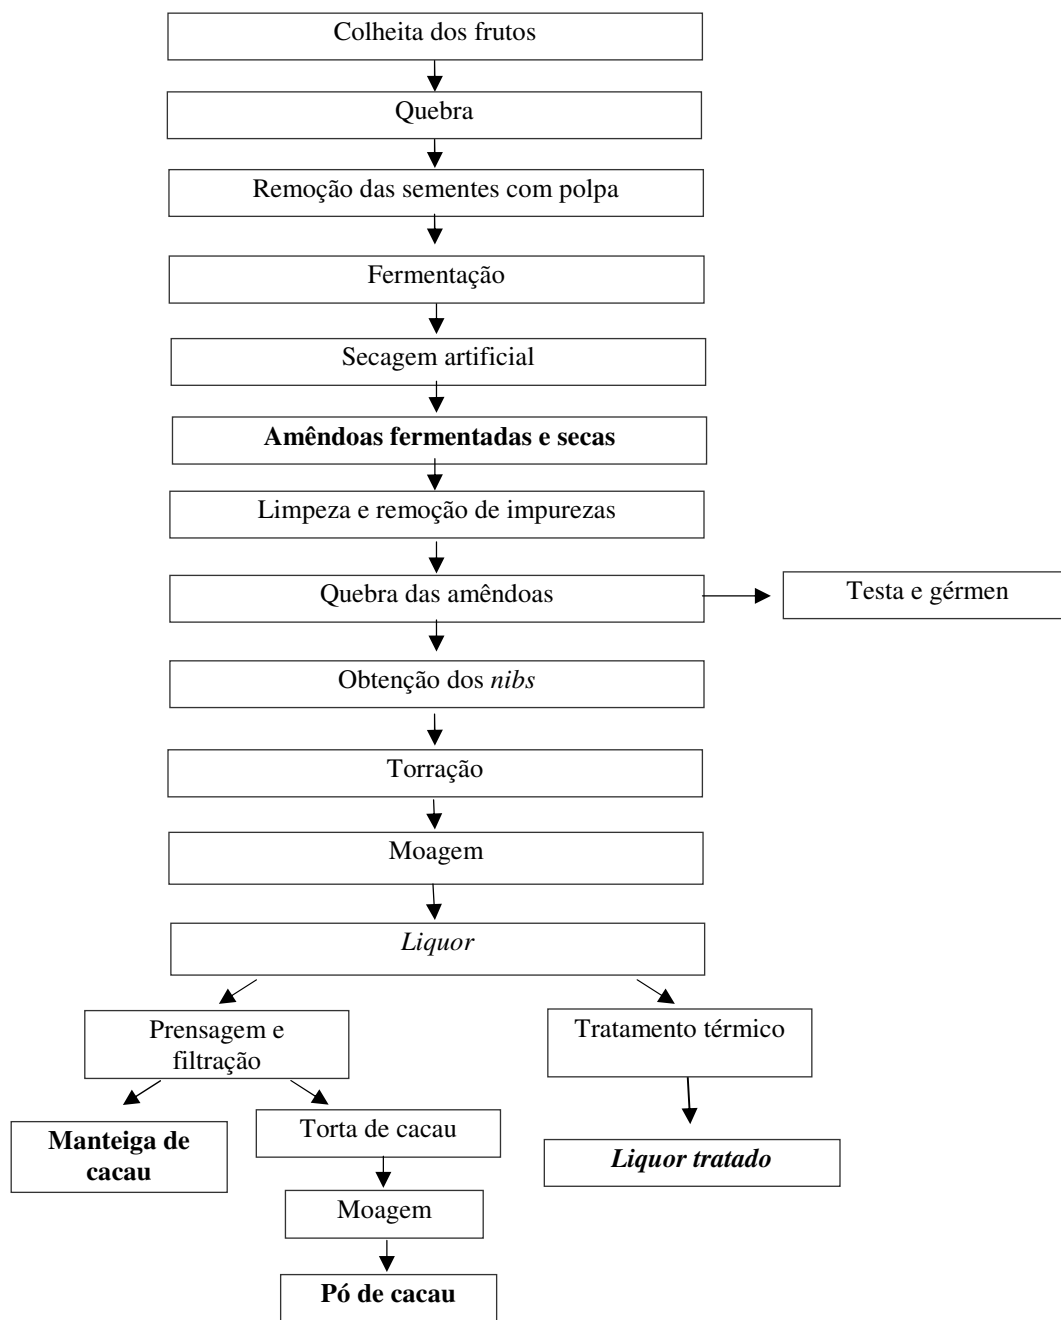 Colheita dos frutos
Quebra
Remoção das sementes com polpa
Fermentação
Secagem artificial
Amêndoas fermentadas e secas
Limpeza e remoção de impurezas
Quebra das amêndoas
Testa e gérmen
Obtenção dos nibs
Torração
Moagem
Liquor
Prensagem e
filtração
Tratamento térmico
Manteiga de
cacau
Torta de cacau
Liquor tratado
Moagem
Pó de cacau